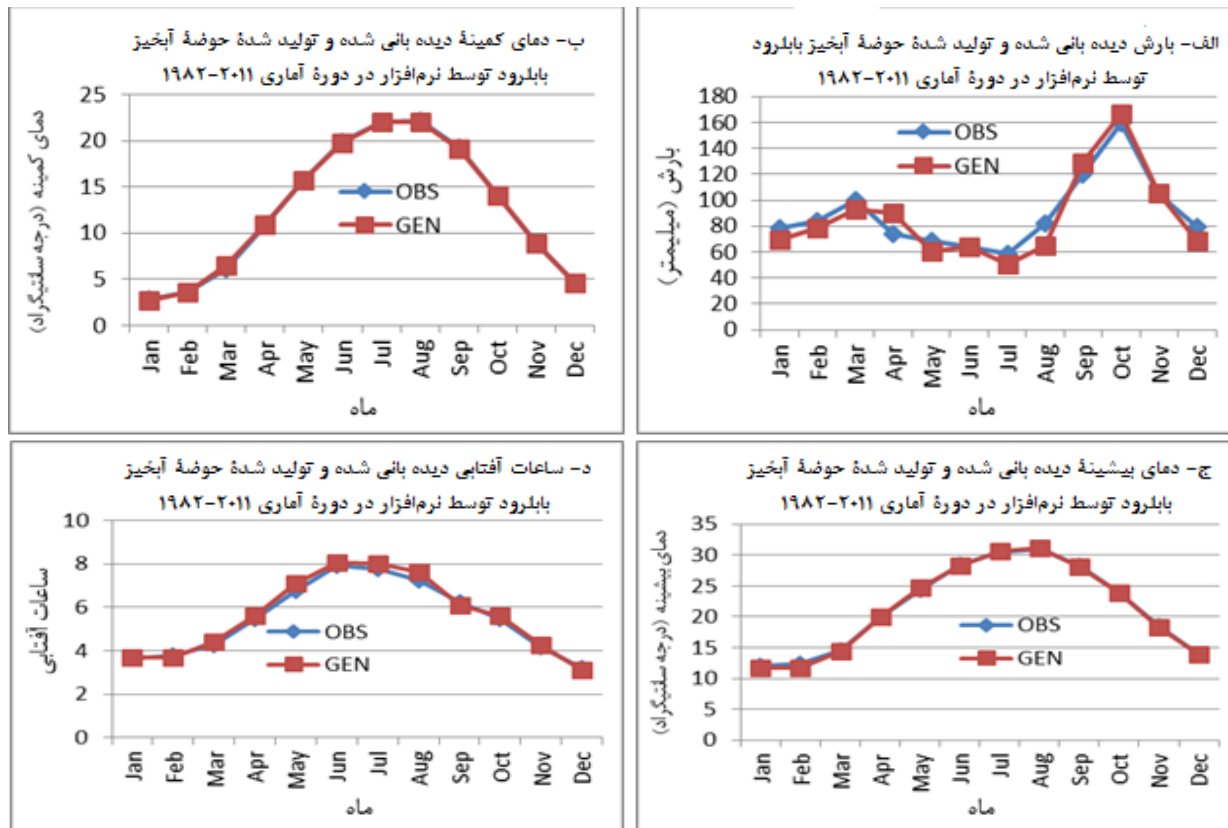 الف- بارش دیده بانی شده و تولید شدهٔ حوضهٔ آبخیز بابلرود
توسط نرم‌افزار در دورهٔ آماری ۲۰۱۱-۱۹۸۲
بارش (میلیمتر)
180
160
140
120
100
80
60
40
20
0
OBS
GEN
Jan Feb Mar Apr May Jun Jul Aug Sep Oct Nov Dec
ماه
ب- دمای کمینهٔ دیده بانی شده و تولید شدهٔ حوضهٔ آبخیز
بابلرود توسط نرم‌افزار در دورهٔ آماری ۲۰۱۱-۱۹۸۲
دمای کمینه (درجه سانتیگراد)
25
20
15
10
5
0
OBS
GEN
Jan Feb Mar Apr May Jun Jul Aug Sep Oct Nov Dec
ماه
ج- دمای بیشینهٔ دیده بانی شده و تولید شدهٔ حوضهٔ آبخیز
بابلرود توسط نرم‌افزار در دورهٔ آماری ۲۰۱۱-۱۹۸۲
دمای بیشینه (درجه سانتیگراد)
35
30
25
20
15
10
5
0
OBS
GEN
Jan Feb Mar Apr May Jun Jul Aug Sep Oct Nov Dec
ماه
د- ساعات آفتابی دیده بانی شده و تولید شدهٔ حوضهٔ آبخیز
بابلرود توسط نرم‌افزار در دورهٔ آماری ۲۰۱۱-۱۹۸۲
ساعات آفتابی
10
8
6
4
2
0
OBS
GEN
Jan Feb Mar Apr May Jun Jul Aug Sep Oct Nov Dec
ماه